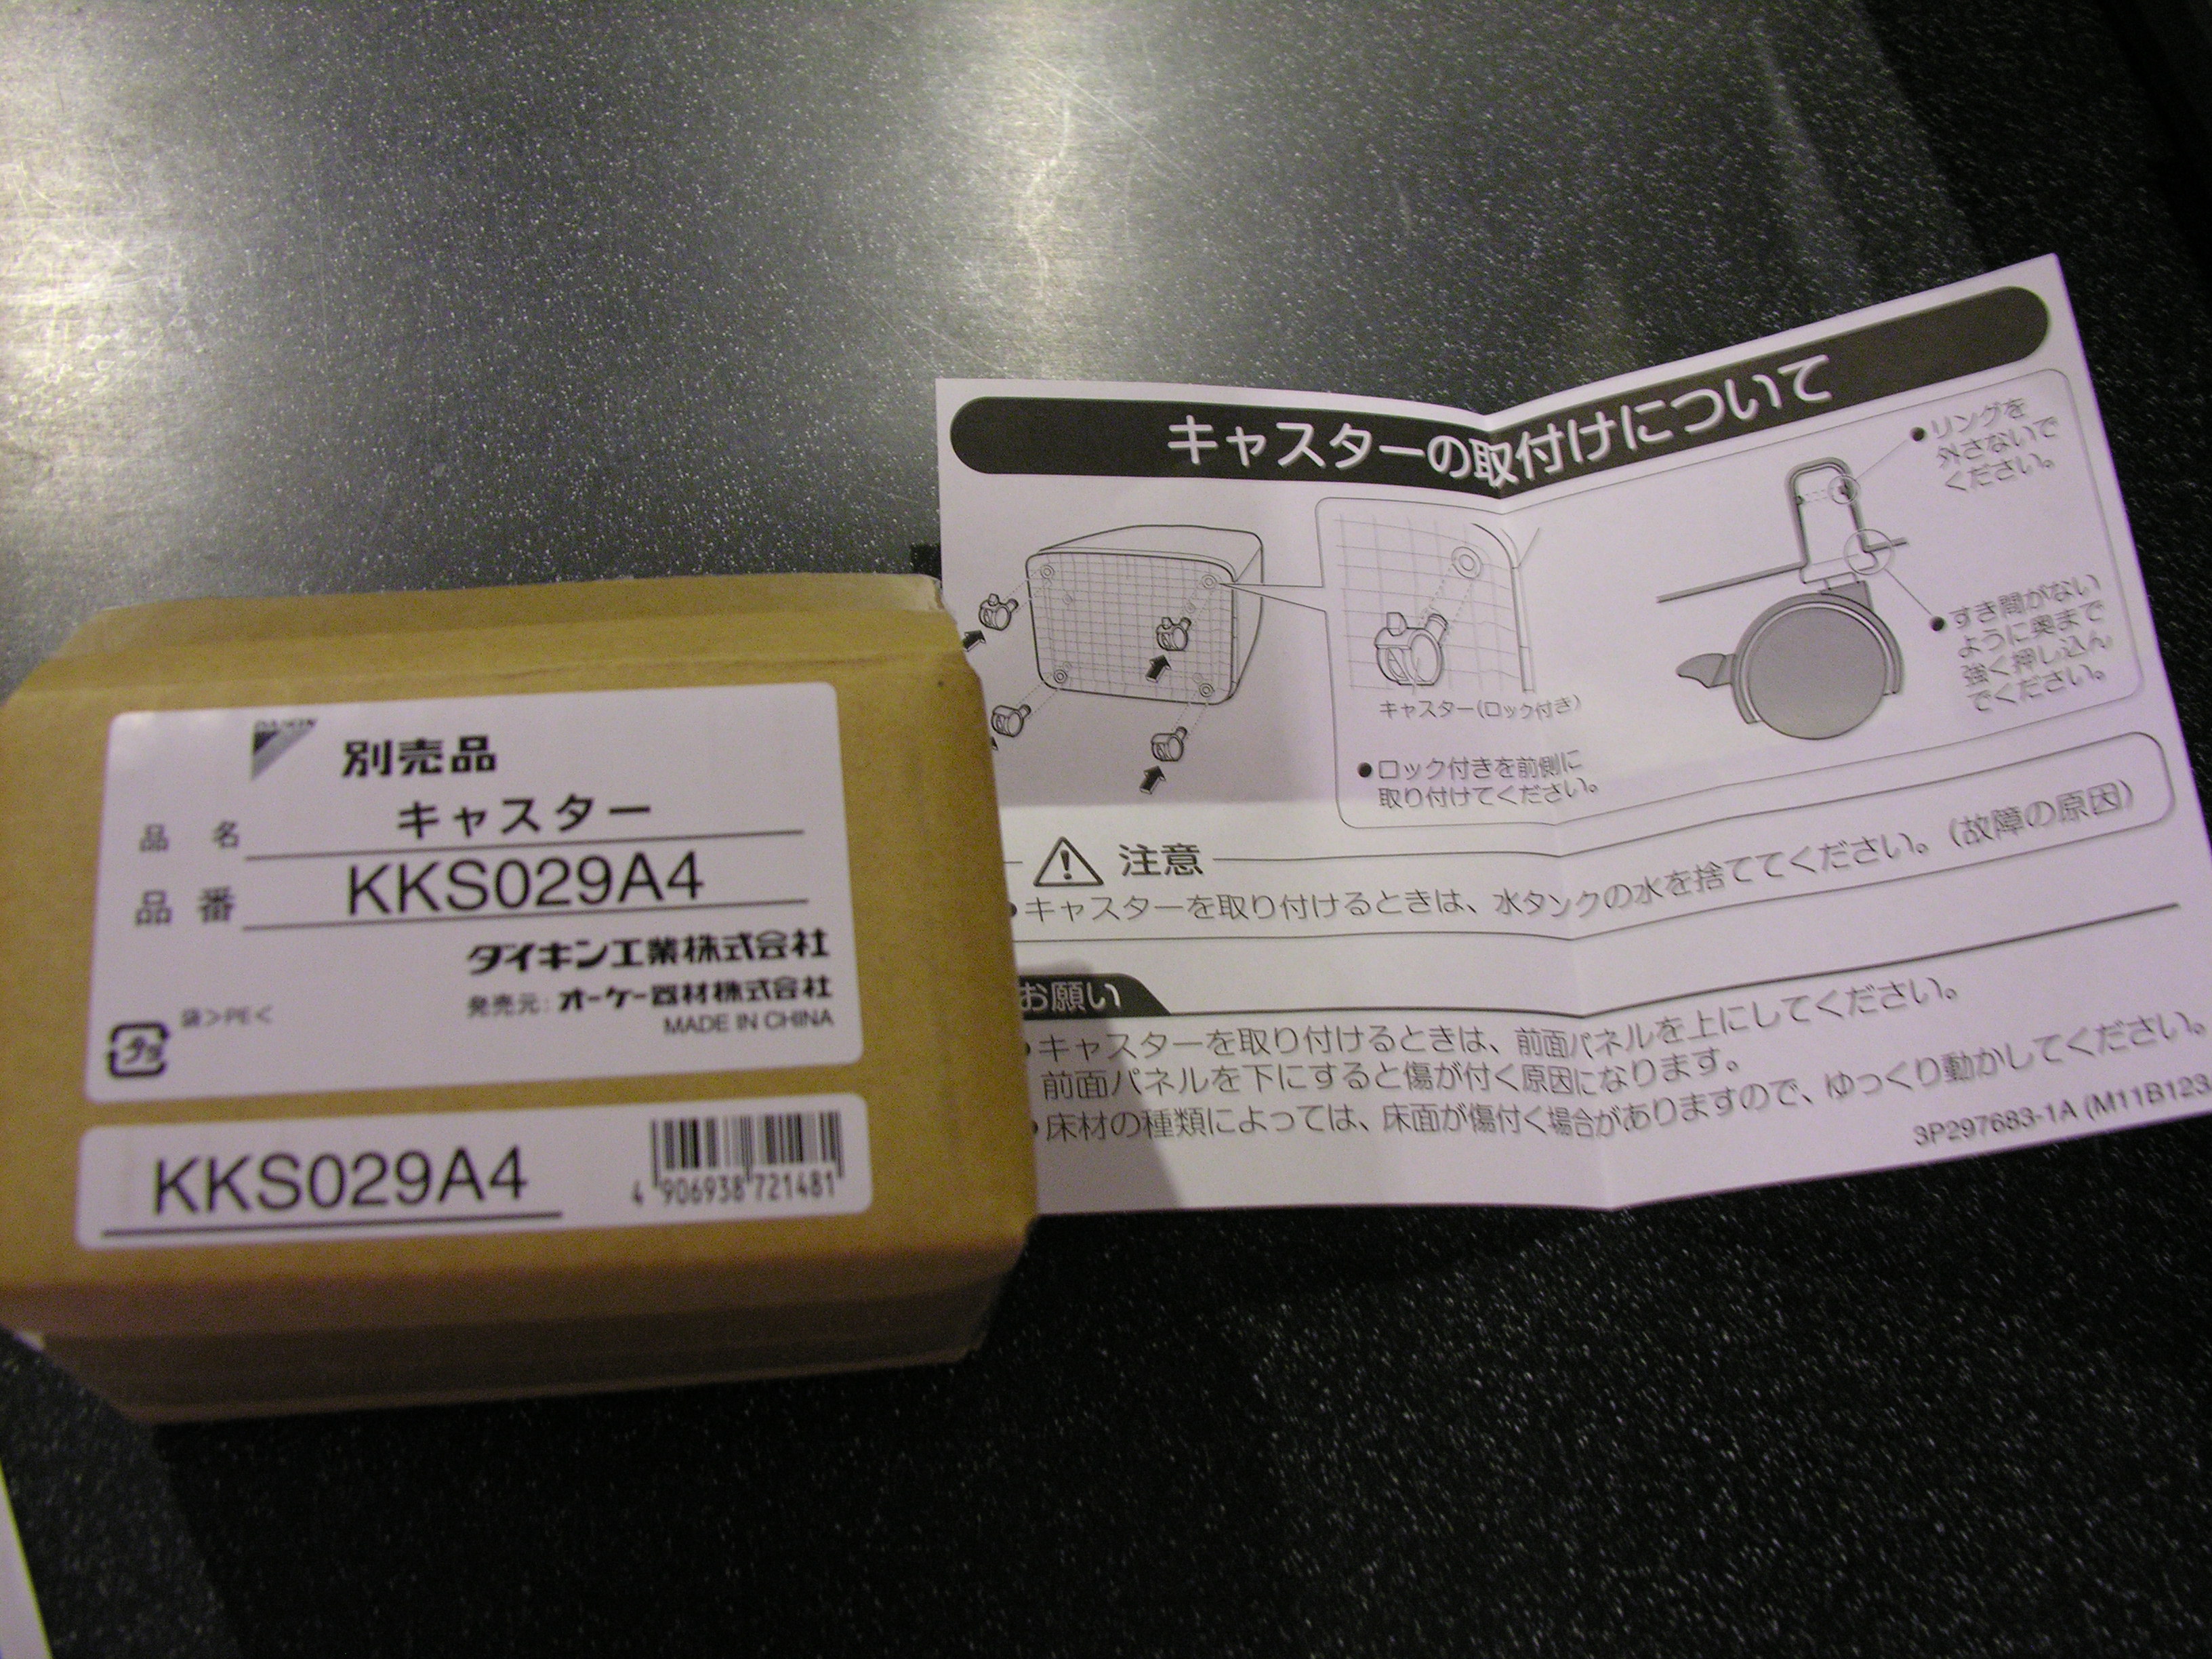 DAIKIN
別売品
品 名 キャスター
品 番 KKS029A4
ダイキン工業株式会社
発売元: オーケー器材株式会社
MADE IN CHINA
袋>PE<
プラ
KKS029A4
4 906938 721481
キャスターの取付けについて
●リングを
外さないで
ください。
●すき間がない
ように奥まで
強く押し込ん
でください。
キャスター(ロック付き)
●ロック付きを前側に
取り付けてください。
注意
●キャスターを取り付けるときは、水タンクの水を捨ててください。(故障の原因)
お願い
●キャスターを取り付けるときは、前面パネルを上にしてください。
前面パネルを下にすると傷が付く原因になります。
●床材の種類によっては、床面が傷付く場合がありますので、ゆっくり動かしてください。
3P297683-1A (M11B123